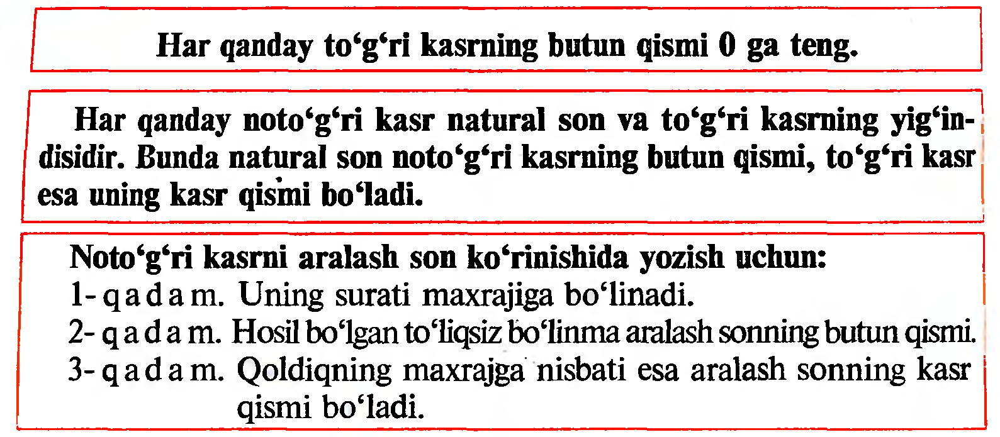 Har qanday to‘g‘ri kasrning butun qismi 0 ga teng.
Har qanday noto‘g‘ri kasr natural son va to‘g‘ri kasrning yig‘in-
disidir. Bunda natural son noto‘g‘ri kasrning butun qismi, to‘g‘ri kasr
esa uning kasr qismi bo‘ladi.
Noto‘g‘ri kasrni aralash son ko‘rinishida yozish uchun:
1- q a d a m. Uning surati maxrajiga bo‘linadi.
2- q a d a m. Hosil bo‘lgan to‘liqsiz bo‘linma aralash sonning butun qismi.
3- q a d a m. Qoldiqning maxrajga nisbati esa aralash sonning kasr
qismi bo‘ladi.